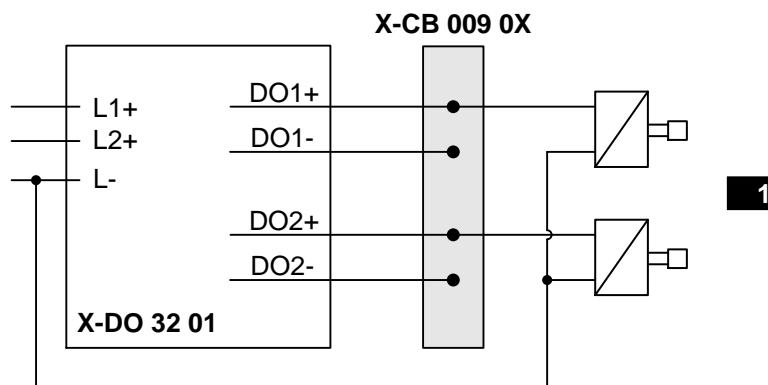 X-CB 009 0X
L1+
L2+
L-
DO1+
DO1-
DO2+
DO2-
X-DO 32 01
1